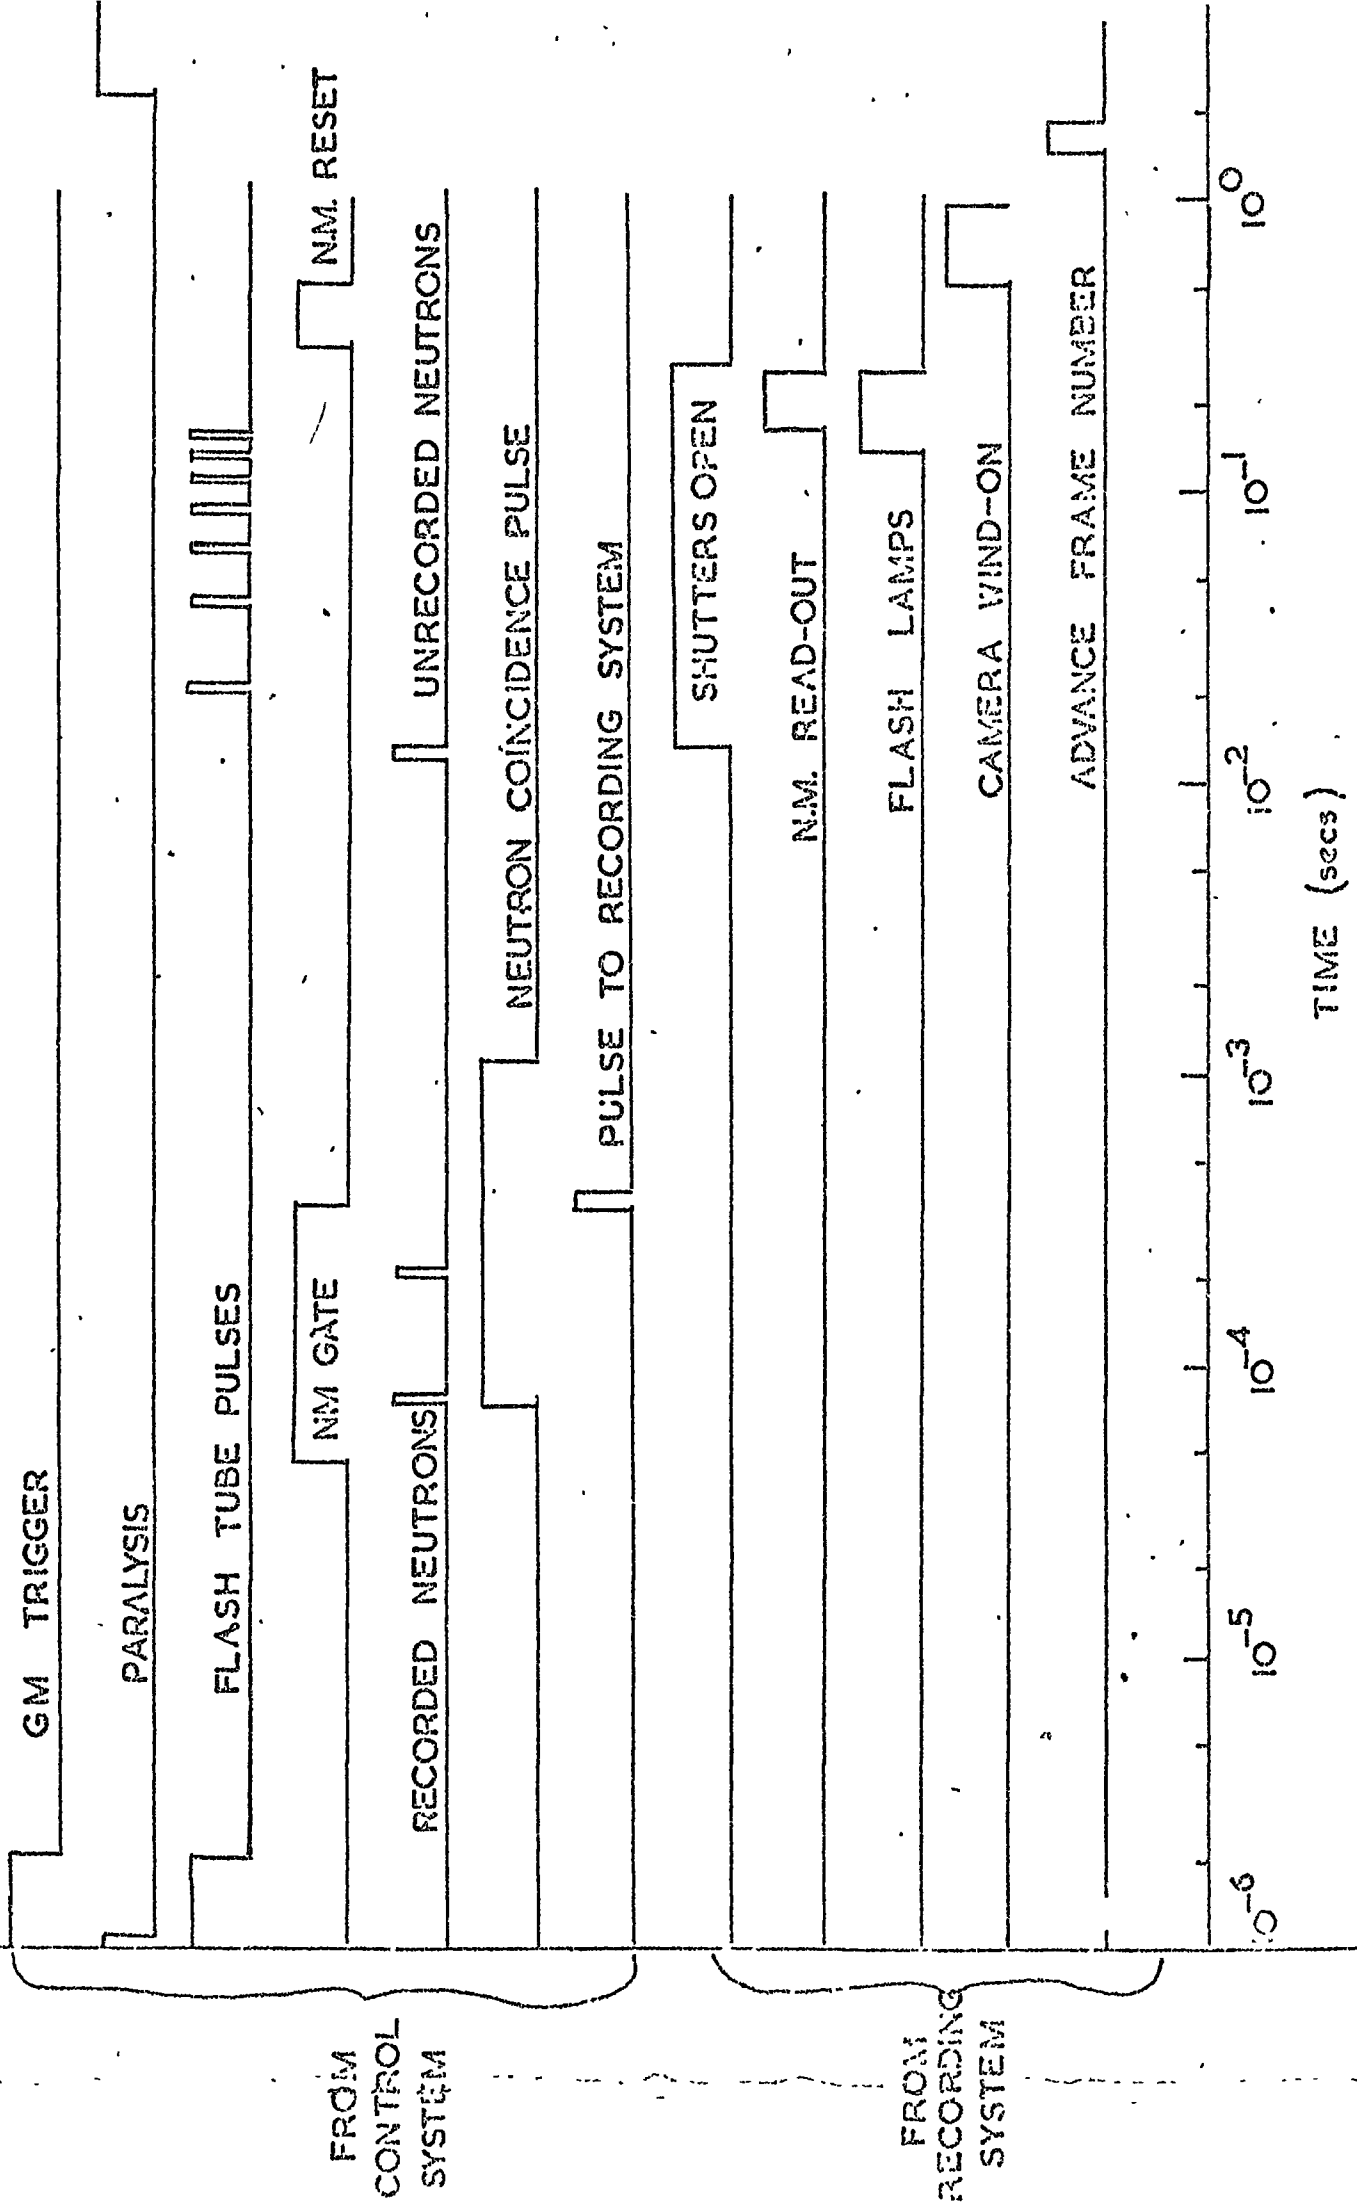 GM TRIGGER
PARALYSIS
FLASH TUBE PULSES
NM GATE
N.M. RESET
RECORDED NEUTRONS
UNRECORDED NEUTRONS
NEUTRON COINCIDENCE PULSE
PULSE TO RECORDING SYSTEM
SHUTTERS OPEN
N.M. READ-OUT
FLASH LAMPS
CAMERA WIND-ON
ADVANCE FRAME NUMBER
FROM
CONTROL
SYSTEM
FROM
RECORDING
SYSTEM
10⁻⁶ 10⁻⁵ 10⁻⁴ 10⁻³ 10⁻² 10⁻¹ 10⁰
TIME (secs)